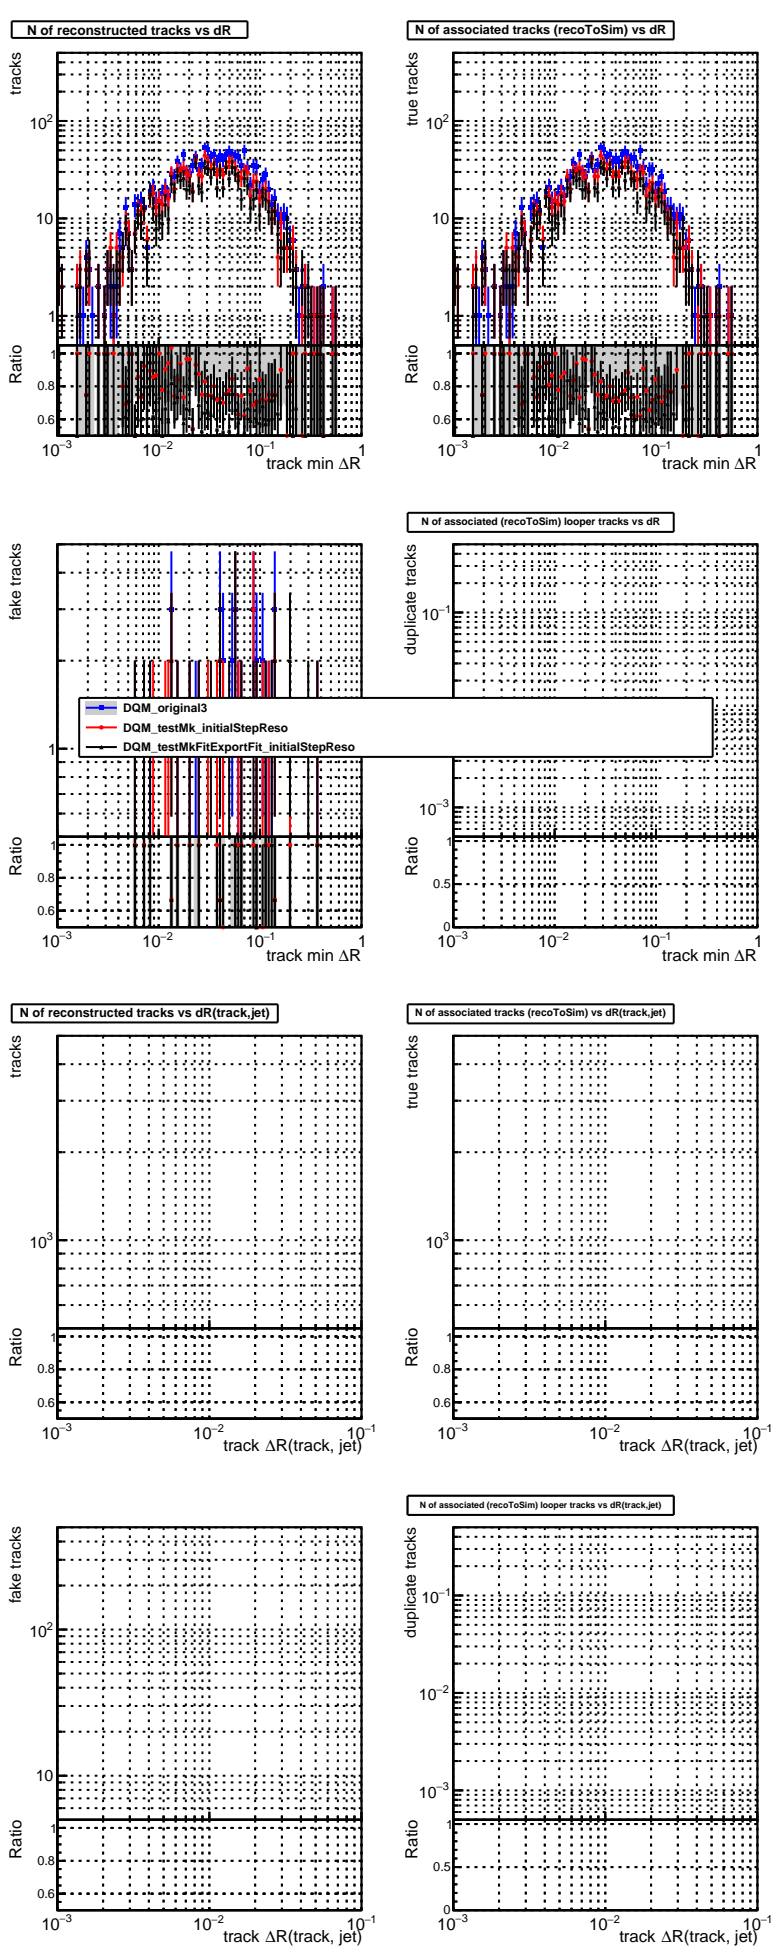 N of reconstructed tracks vs dR
tracks
10²
10
1
Ratio
1
0.8
0.6
10⁻³
10⁻²
10⁻¹
1
track min ΔR
N of associated tracks (recoToSim) vs dR
true tracks
10²
10
1
Ratio
1
0.8
0.6
10⁻³
10⁻²
10⁻¹
1
track min ΔR
fake tracks
1
Ratio
1
0.8
0.6
10⁻³
10⁻²
10⁻¹
1
track min ΔR
N of associated (recoToSim) looper tracks vs dR
duplicate tracks
10⁻¹
10⁻³
Ratio
1
0.5
0
10⁻³
10⁻²
10⁻¹
1
track min ΔR
DQM_original3
DQM_testMk_initialStepReso
DQM_testMkFitExportFit_initialStepReso
N of reconstructed tracks vs dR(track,jet)
tracks
10³
Ratio
1
0.8
0.6
10⁻³
10⁻²
10⁻¹
track ΔR(track, jet)
N of associated tracks (recoToSim) vs dR(track,jet)
true tracks
10³
Ratio
1
0.8
0.6
10⁻³
10⁻²
10⁻¹
track ΔR(track, jet)
fake tracks
10²
10
Ratio
1
0.8
0.6
10⁻³
10⁻²
10⁻¹
track ΔR(track, jet)
N of associated (recoToSim) looper tracks vs dR(track,jet)
duplicate tracks
10⁻¹
10⁻²
10⁻³
Ratio
1
0.5
0
10⁻³
10⁻²
10⁻¹
track ΔR(track, jet)